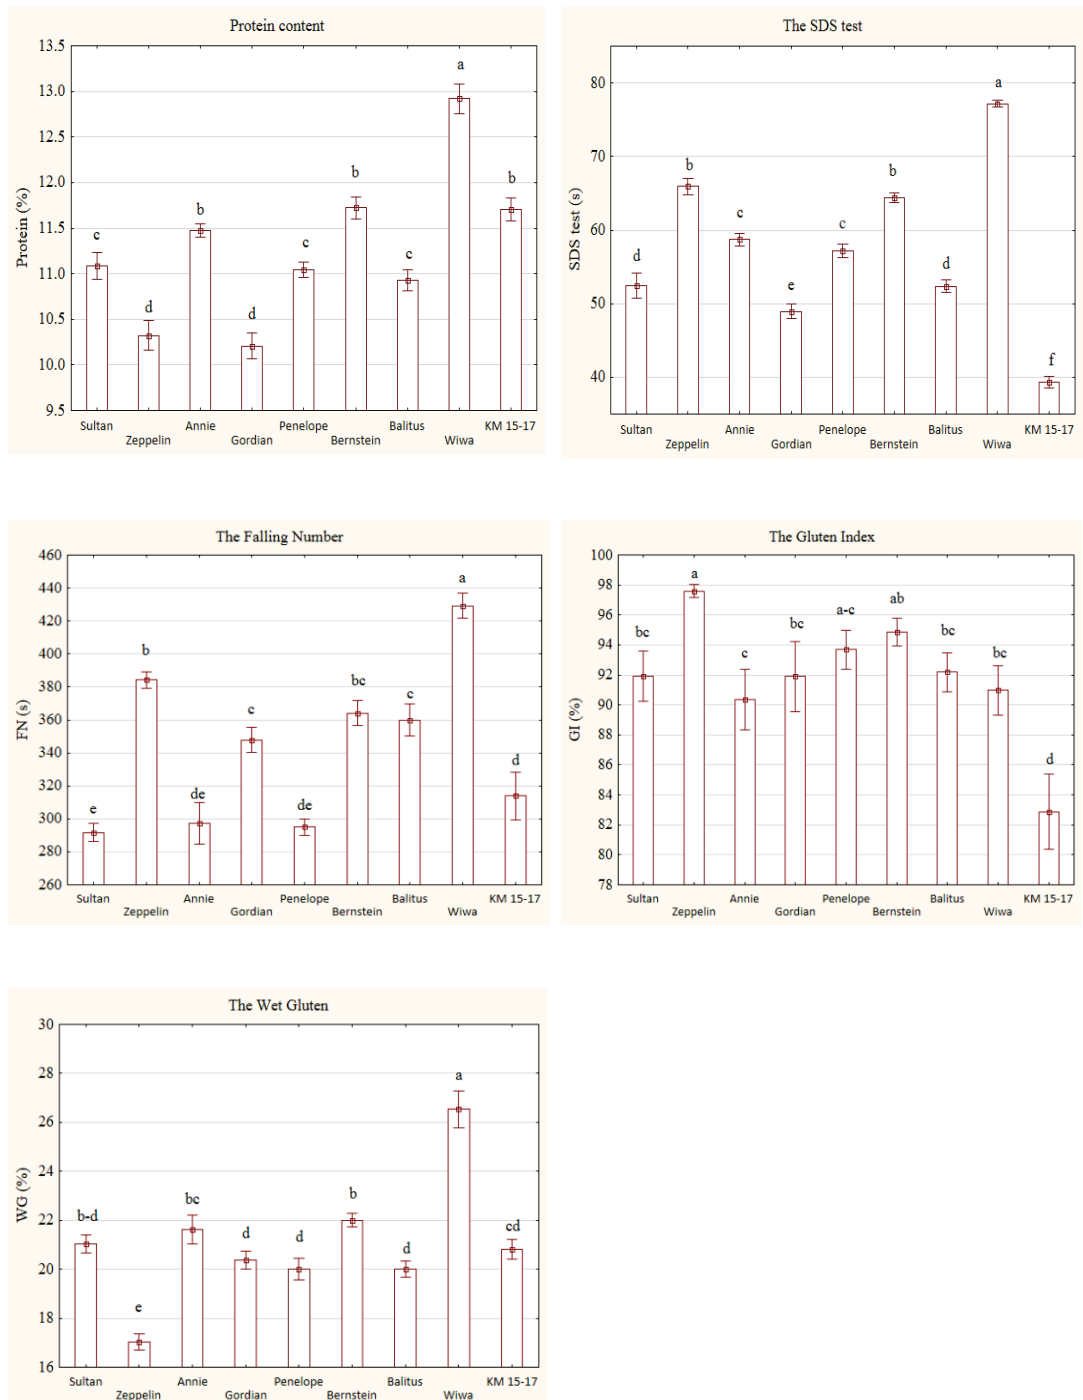 Protein content
13.5
13.0
12.5
12.0
11.5
11.0
10.5
10.0
9.5
Protein (%)
c
d
b
d
c
b
c
a
b
Sultan
Zeppelin
Annie
Gordian
Penelope
Bernstein
Balitus
Wiwa
KM 15-17
The SDS test
80
70
60
50
40
SDS test (s)
d
b
c
e
c
b
d
a
f
Sultan
Zeppelin
Annie
Gordian
Penelope
Bernstein
Balitus
Wiwa
KM 15-17
The Falling Number
460
440
420
400
380
360
340
320
300
280
260
FN (s)
e
b
de
c
de
bc
c
a
d
Sultan
Zeppelin
Annie
Gordian
Penelope
Bernstein
Balitus
Wiwa
KM 15-17
The Gluten Index
100
98
96
94
92
90
88
86
84
82
80
78
GI (%)
bc
a
c
bc
a-c
ab
bc
bc
d
Sultan
Zeppelin
Annie
Gordian
Penelope
Bernstein
Balitus
Wiwa
KM 15-17
The Wet Gluten
30
28
26
24
22
20
18
16
WG (%)
b-d
e
bc
d
d
b
d
a
cd
Sultan
Zeppelin
Annie
Gordian
Penelope
Bernstein
Balitus
Wiwa
KM 15-17